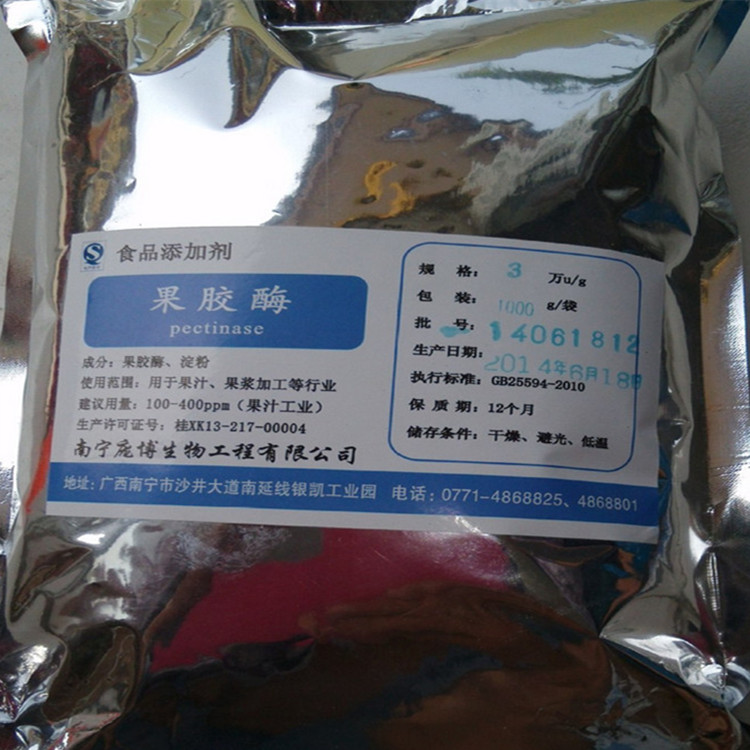 食品添加剂
果胶酶
pectinase
成分：果胶酶、淀粉
使用范围：用于果汁、果浆加工等行业
建议用量：100-400ppm（果汁工业）
生产许可证号：桂XK13-217-00004
南宁庞博生物工程有限公司
规 格： 3 万u/g
包 装： 1000 g/袋
批 号： 14061812
生产日期： 2014年6月18日
执行标准：GB25594-2010
保 质 期：12个月
储存条件：干燥、避光、低温
地址：广西南宁市沙井大道南延线银凯工业园 电话：0771-4868825、4868801